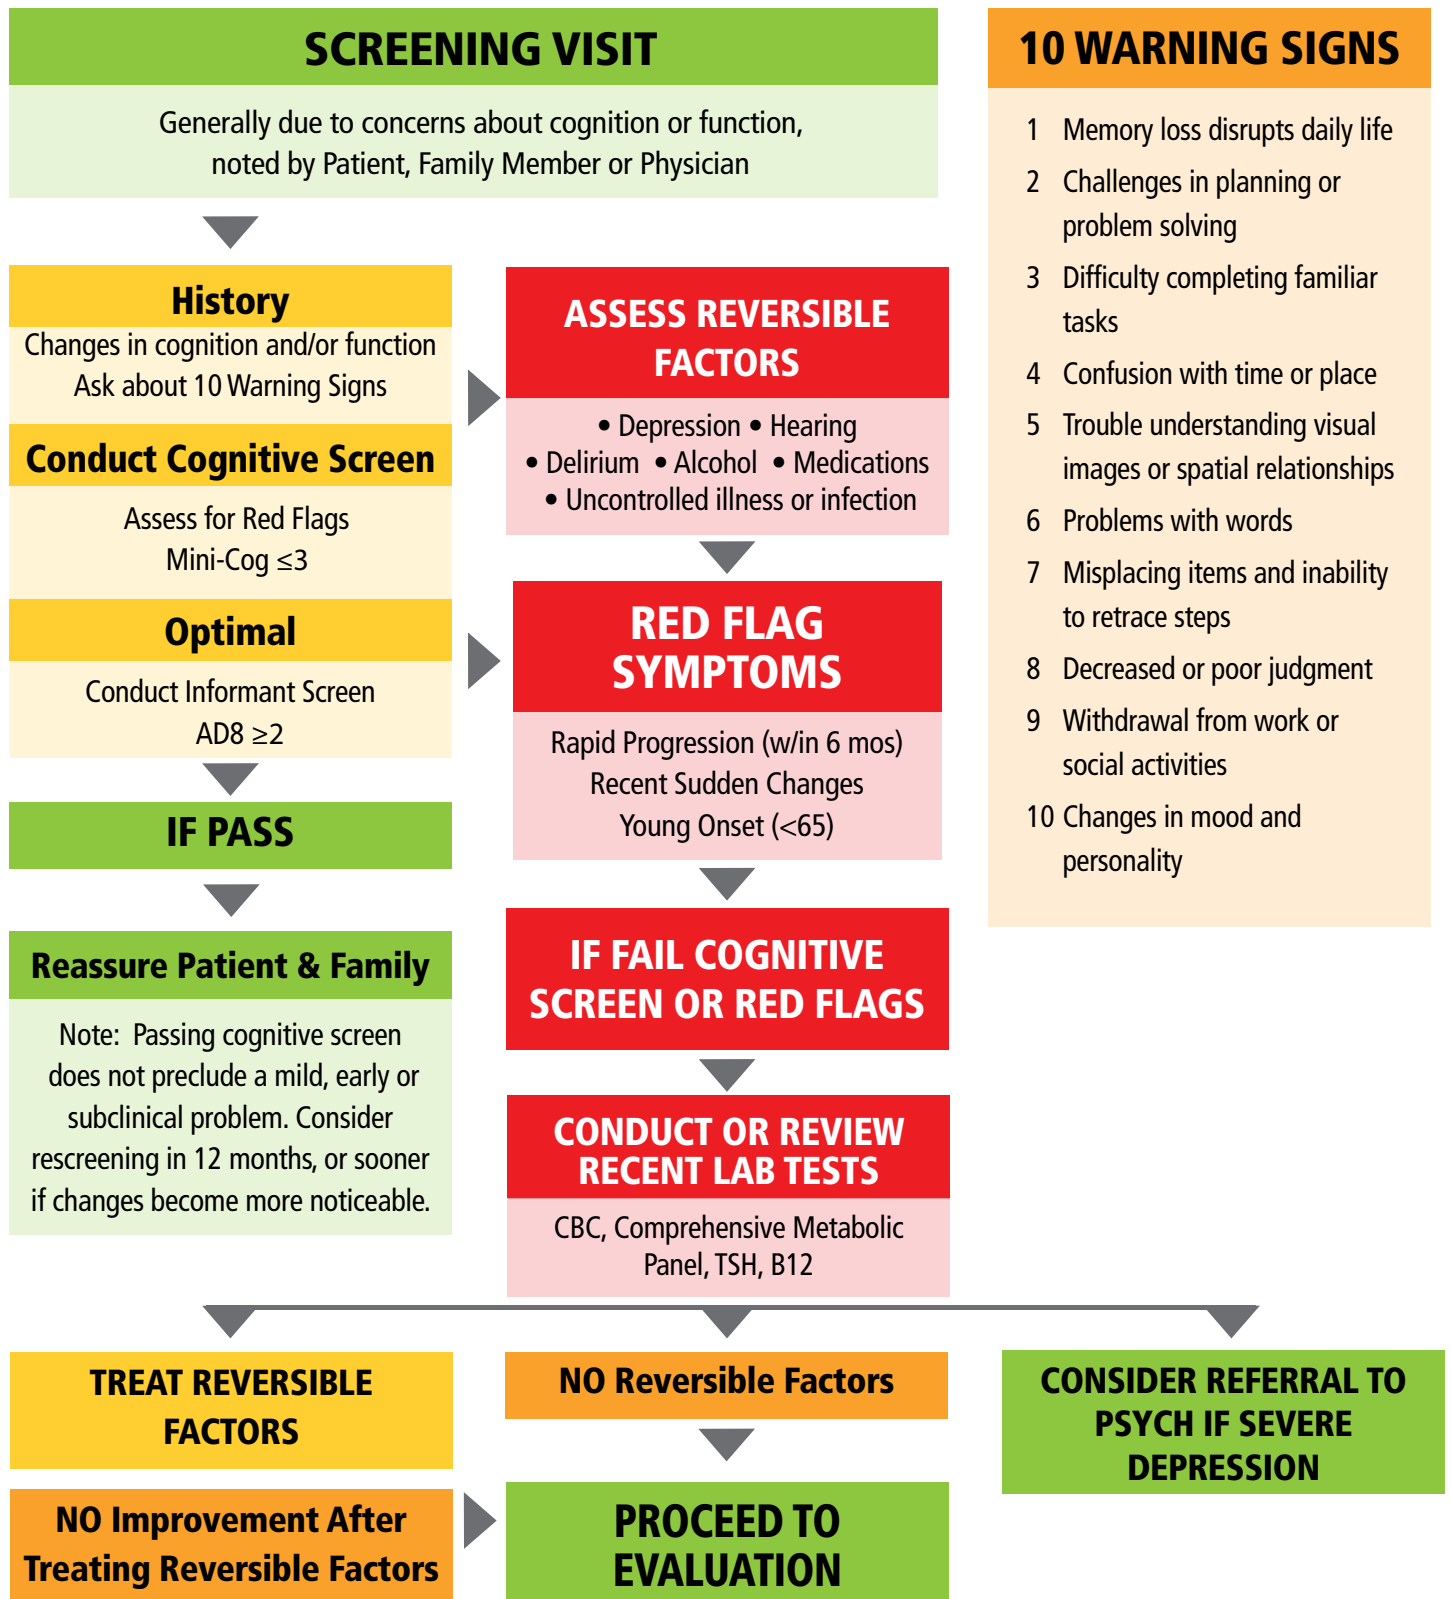 SCREENING VISIT
Generally due to concerns about cognition or function,
noted by Patient, Family Member or Physician
History
Changes in cognition and/or function
Ask about 10 Warning Signs
Conduct Cognitive Screen
Assess for Red Flags
Mini-Cog ≤3
Optimal
Conduct Informant Screen
AD8 ≥2
IF PASS
Reassure Patient & Family
Note: Passing cognitive screen
does not preclude a mild, early or
subclinical problem. Consider
rescreening in 12 months, or sooner
if changes become more noticeable.
ASSESS REVERSIBLE
FACTORS
• Depression • Hearing
• Delirium • Alcohol • Medications
• Uncontrolled illness or infection
RED FLAG
SYMPTOMS
Rapid Progression (w/in 6 mos)
Recent Sudden Changes
Young Onset (<65)
IF FAIL COGNITIVE
SCREEN OR RED FLAGS
CONDUCT OR REVIEW
RECENT LAB TESTS
CBC, Comprehensive Metabolic
Panel, TSH, B12
TREAT REVERSIBLE
FACTORS
NO Improvement After
Treating Reversible Factors
NO Reversible Factors
PROCEED TO
EVALUATION
CONSIDER REFERRAL TO
PSYCH IF SEVERE
DEPRESSION
10 WARNING SIGNS
1 Memory loss disrupts daily life
2 Challenges in planning or
problem solving
3 Difficulty completing familiar
tasks
4 Confusion with time or place
5 Trouble understanding visual
images or spatial relationships
6 Problems with words
7 Misplacing items and inability
to retrace steps
8 Decreased or poor judgment
9 Withdrawal from work or
social activities
10 Changes in mood and
personality